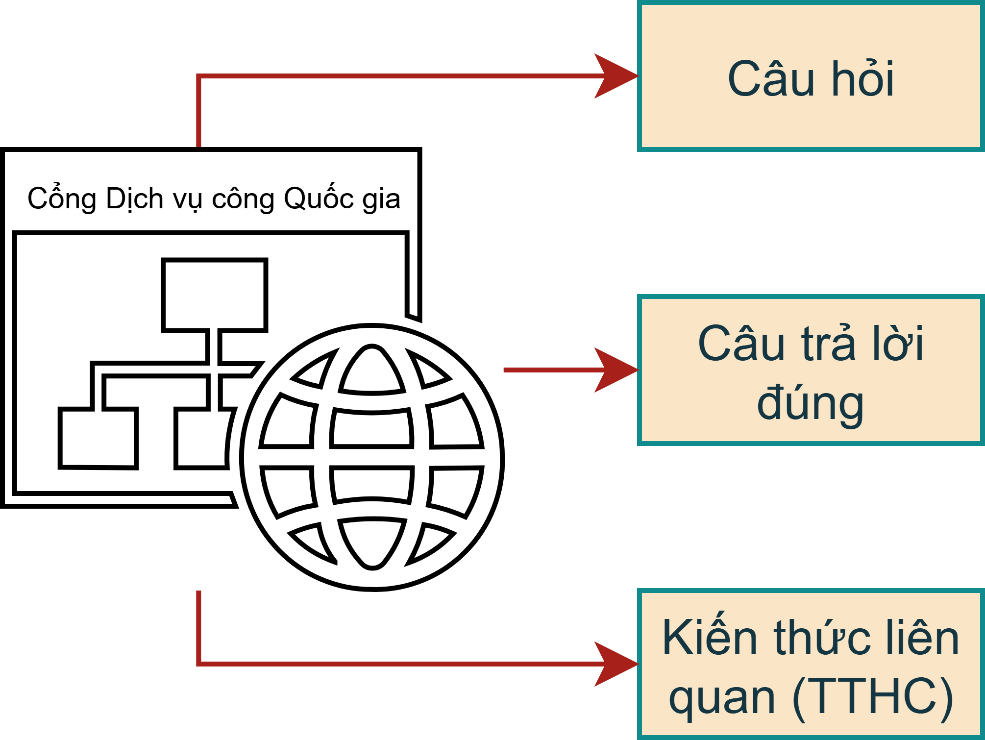 Câu hỏi
Cổng Dịch vụ công Quốc gia
Câu trả lời
đúng
Kiến thức liên
quan (TTHC)